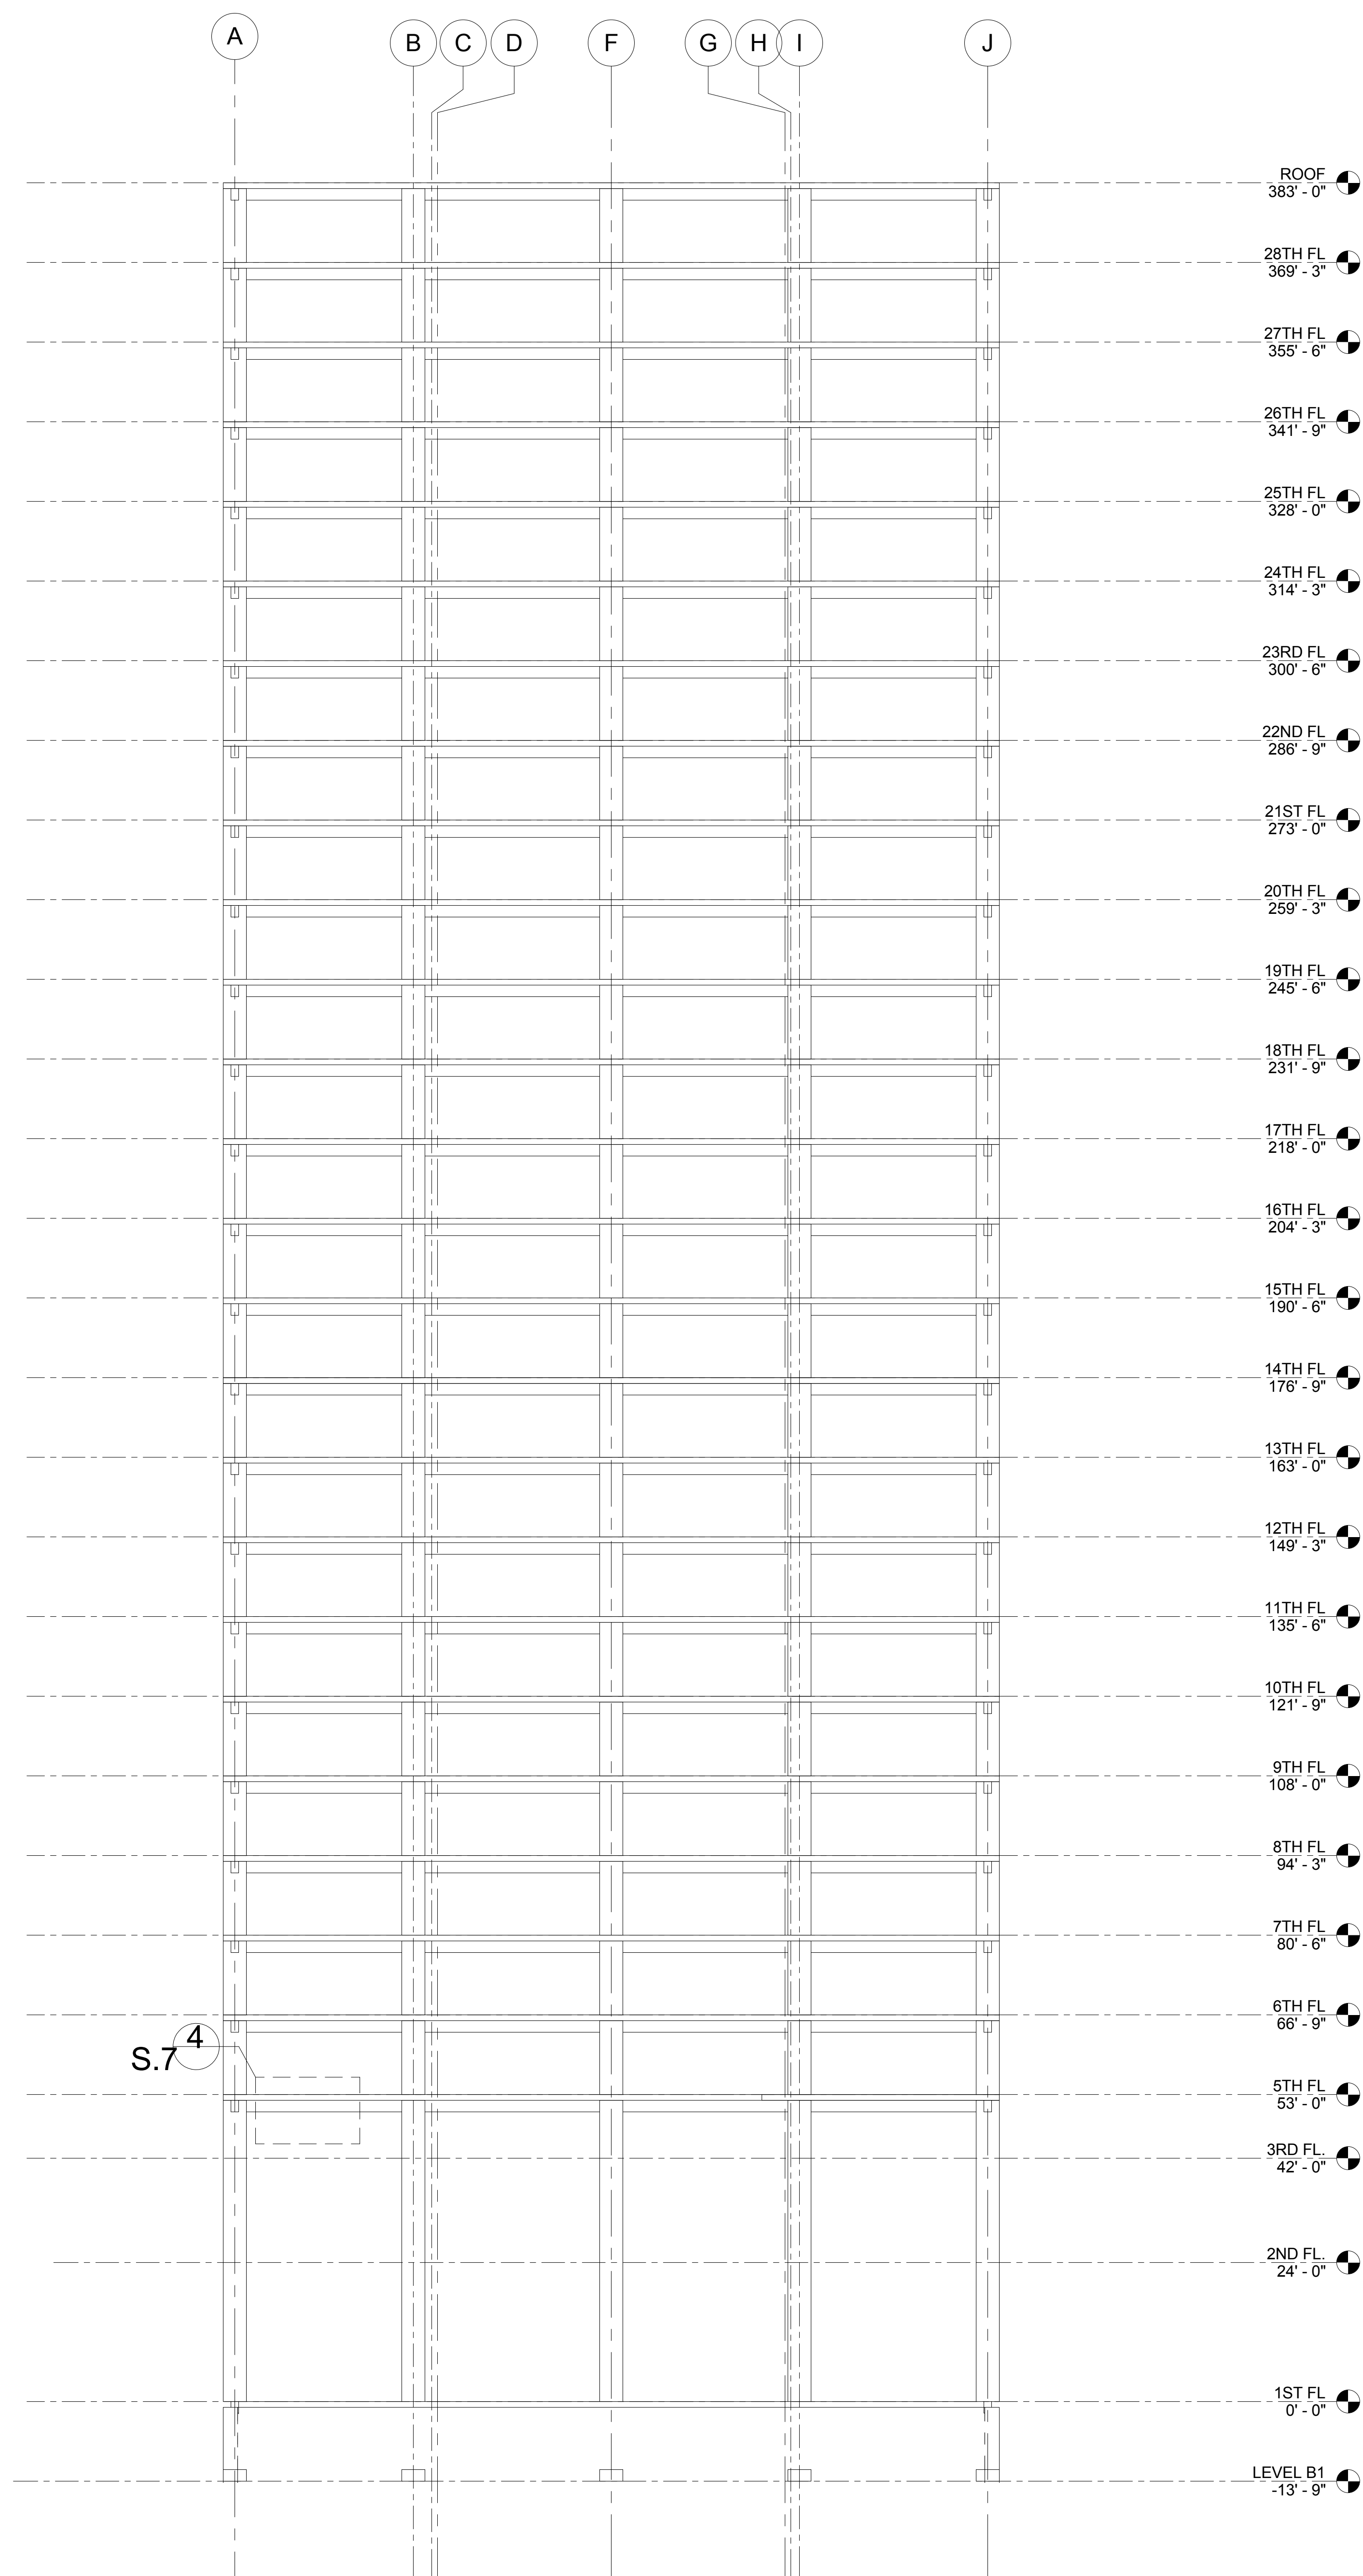 A
B
C
D
F
G
H
I
J
ROOF
383' - 0"
28TH FL
369' - 3"
27TH FL
355' - 6"
26TH FL
341' - 9"
25TH FL
328' - 0"
24TH FL
314' - 3"
23RD FL
300' - 6"
22ND FL
286' - 9"
21ST FL
273' - 0"
20TH FL
259' - 3"
19TH FL
245' - 6"
18TH FL
231' - 9"
17TH FL
218' - 0"
16TH FL
204' - 3"
15TH FL
190' - 6"
14TH FL
176' - 9"
13TH FL
163' - 0"
12TH FL
149' - 3"
11TH FL
135' - 6"
10TH FL
121' - 9"
9TH FL
108' - 0"
8TH FL
94' - 3"
7TH FL
80' - 6"
6TH FL
66' - 9"
4
S.7
5TH FL
53' - 0"
3RD FL.
42' - 0"
2ND FL.
24' - 0"
1ST FL
0' - 0"
LEVEL B1
-13' - 9"